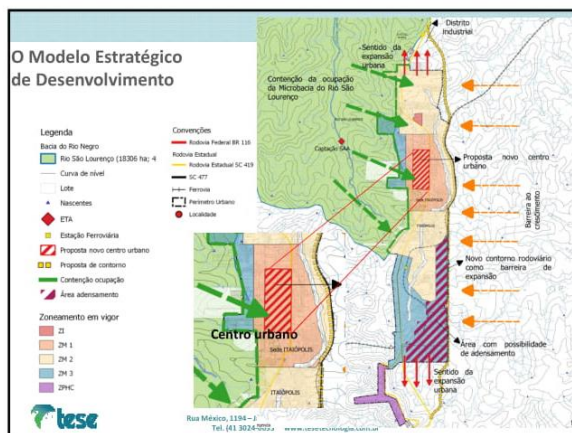 O Modelo Estratégico
de Desenvolvimento
Legenda
Bacia do Rio Negro
Rio São Lourenço (18306 ha; 4
Curva de nível
Lote
Nascentes
ETA
Estação Ferroviária
Proposta novo centro urbano
Proposta de contorno
Contenção ocupação
Área adensamento
Zoneamento em vigor
ZI
ZM 1
ZM 2
ZM 3
ZPHC
Convenções
Rodovia Federal BR 116
Rodovia Estadual
Rodovia Estadual SC 419
SC 477
Ferrovia
Perímetro Urbano
Localidade
Distrito
Industrial
Sentido da
expansão
urbana
Contenção da ocupação
da Microbacia do Rio São
Lourenço
Captação SAA
Proposta novo centro
urbano
Barreira ao
crescimento
Novo contorno rodoviário
como barreira de
expansão
Área com possibilidade
de adensamento
Sentido da
expansão
urbana
Centro urbano
Sede ITAIÓPOLIS
ITAIÓPOLIS
tese
Rua México, 1194 –
Tel. (41 3024-